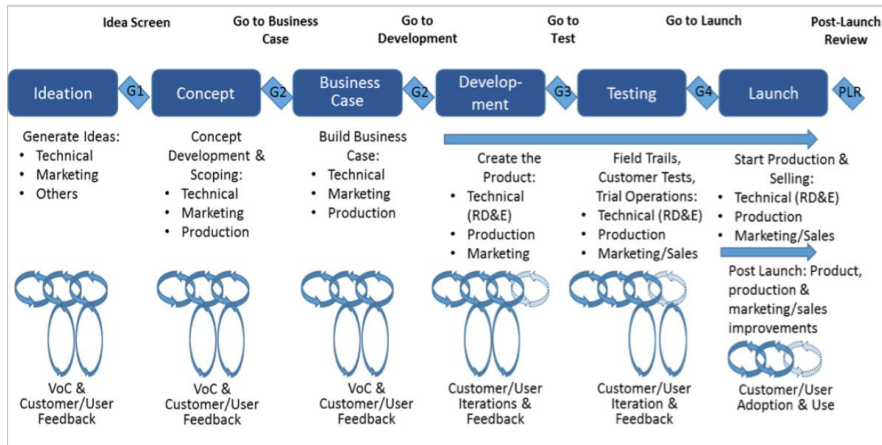 Idea Screen
Go to Business
Case
Go to
Development
Go to
Test
Go to Launch
Post-Launch
Review
Ideation
G1
Concept
G2
Business
Case
G2
Develop-
ment
G3
Testing
G4
Launch
PLR
Generate Ideas:
• Technical
• Marketing
• Others
Concept
Development &
Scoping:
• Technical
• Marketing
• Production
Build Business
Case:
• Technical
• Marketing
• Production
Create the
Product:
• Technical
(RD&E)
• Production
• Marketing
Field Trails,
Customer Tests,
Trial Operations:
• Technical (RD&E)
• Production
• Marketing/Sales
Start Production &
Selling:
• Technical (RD&E)
• Production
• Marketing/Sales
Post Launch: Product,
production &
marketing/sales
improvements
VoC &
Customer/User
Feedback
VoC &
Customer/User
Feedback
VoC &
Customer/User
Feedback
Customer/User
Iterations &
Feedback
Customer/User
Iteration &
Feedback
Customer/User
Adoption & Use